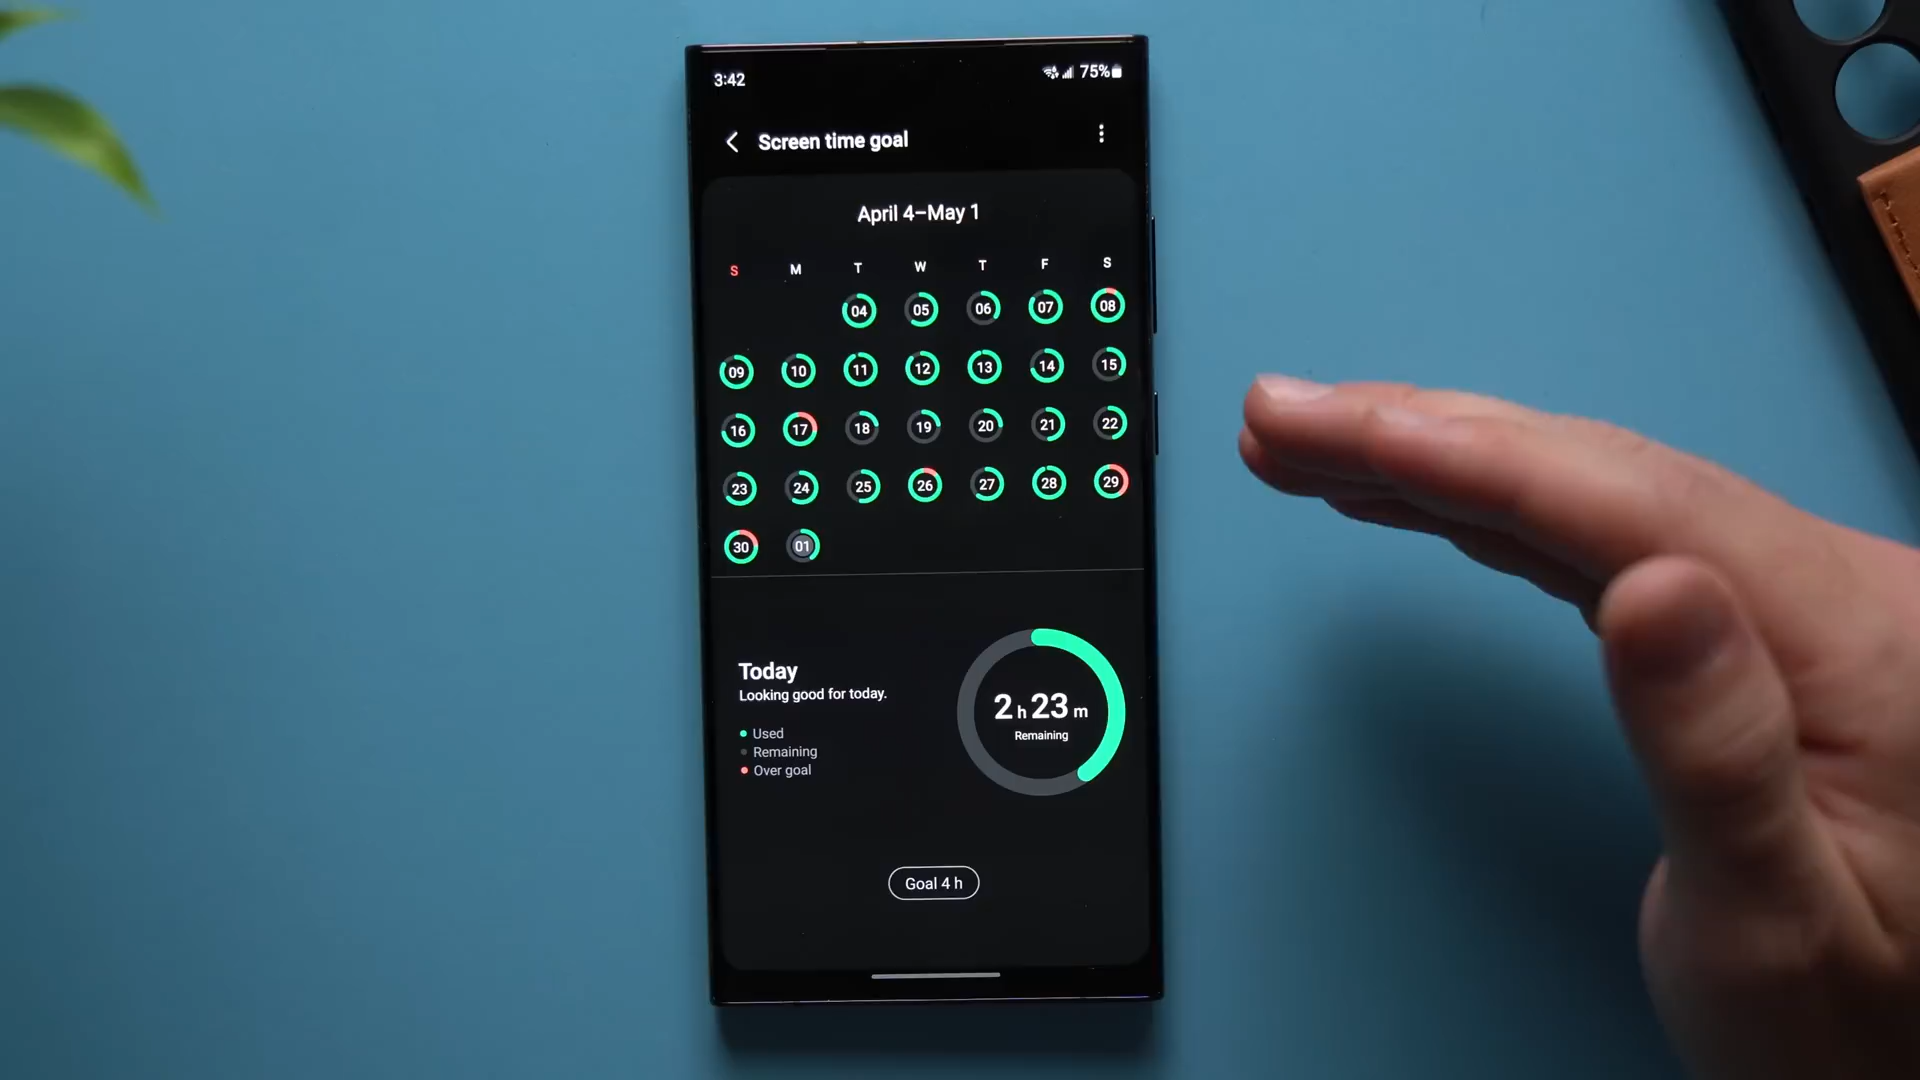 3:42
75%
Screen time goal
April 4–May 1
S M T W T F S
04 05 06 07 08
09 10 11 12 13 14 15
16 17 18 19 20 21 22
23 24 25 26 27 28 29
30 01
Today
Looking good for today.
Used
Remaining
Over goal
2 h 23 m
Remaining
Goal 4 h